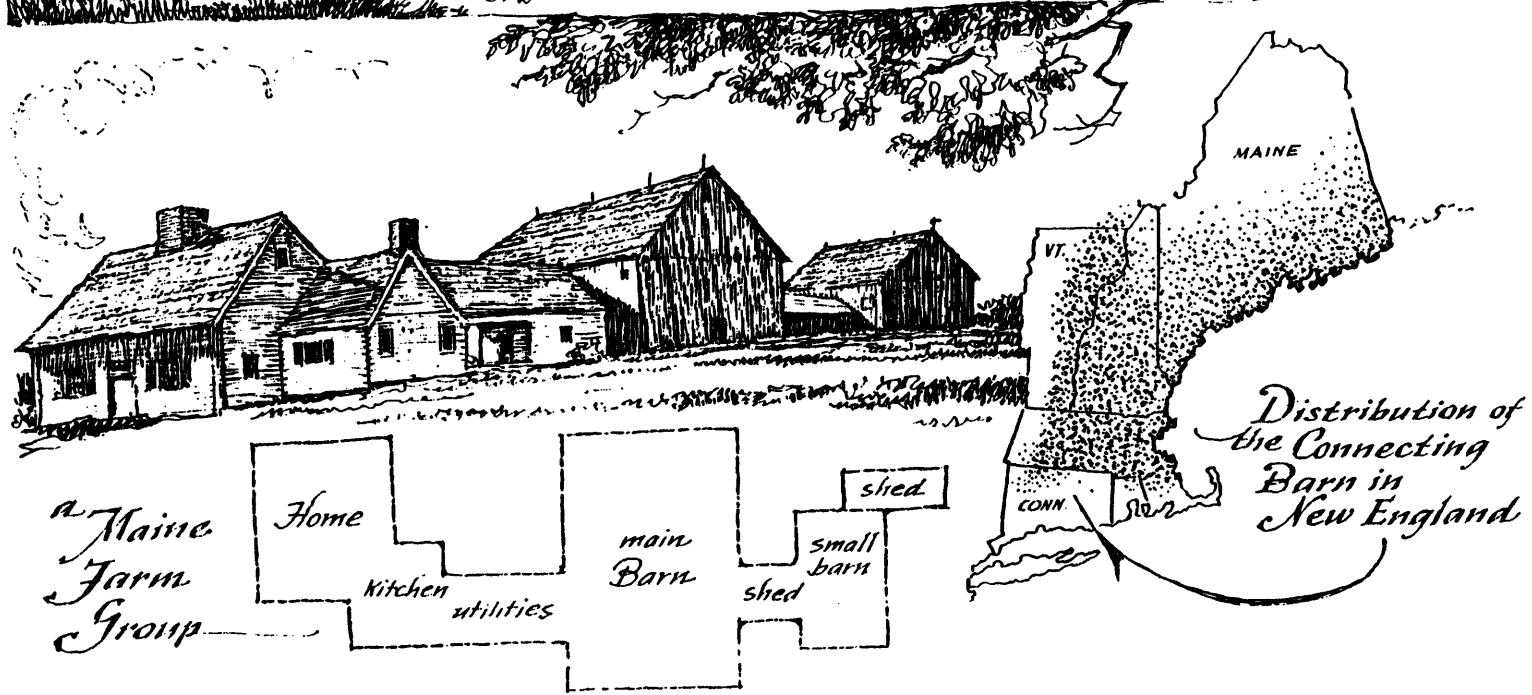 MAINE
VT.
Distribution of
the Connecting
Barn in
New England
CONN.
a
Maine
Farm
Group
Home
kitchen
utilities
main
Barn
shed
small
barn
shed